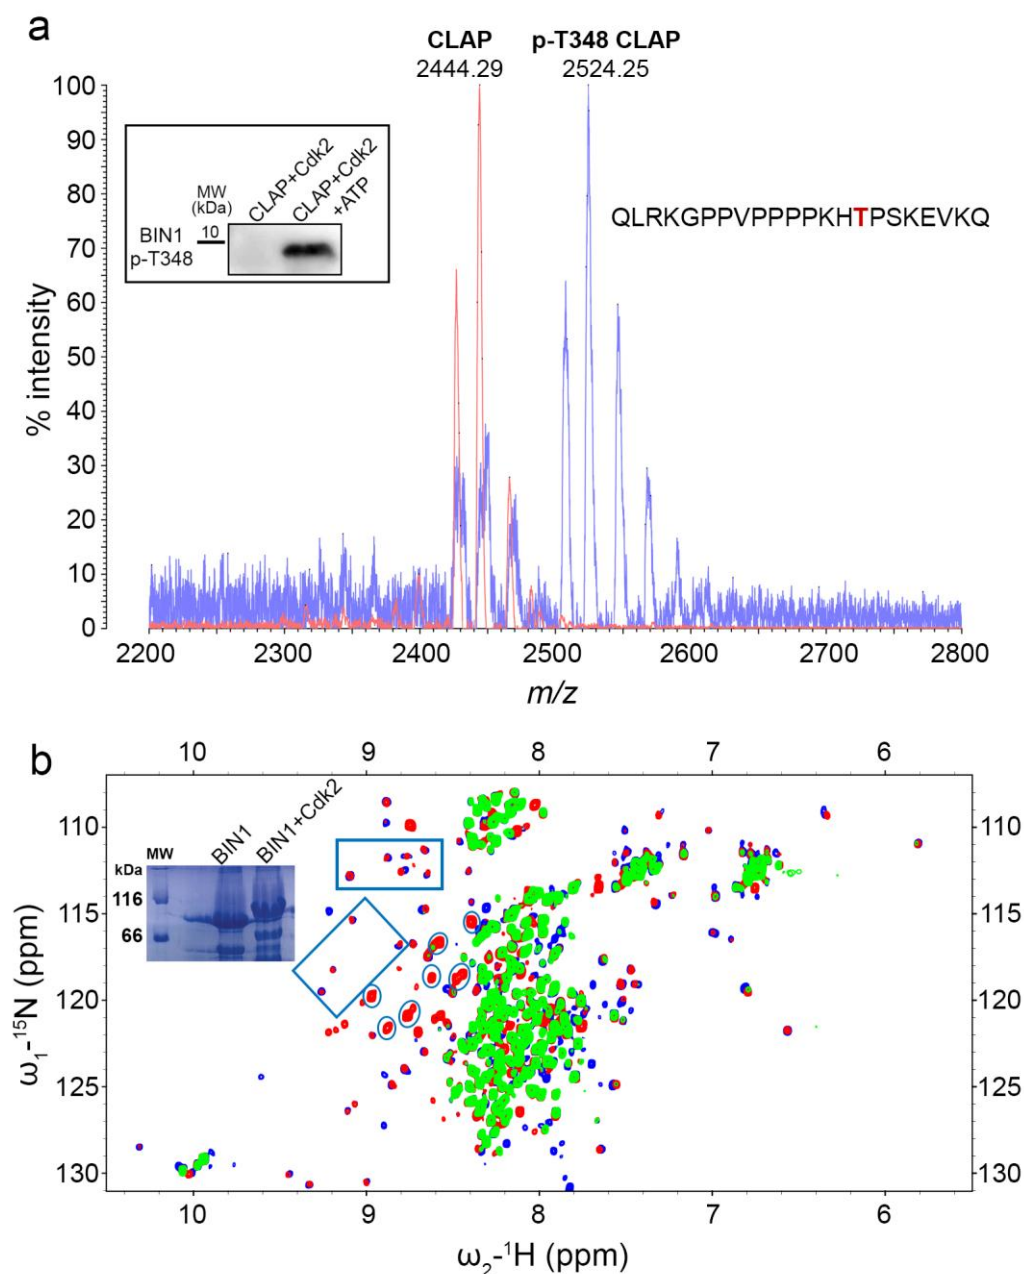 a
CLAP
2444.29
p-T348 CLAP
2524.25
100
90
80
70
60
50
40
30
20
10
0
% intensity
MW
(kDa)
CLAP+Cdk2
CLAP+Cdk2
+ATP
BIN1
p-T348
10
QLRKGPPVPPPPKHTPSKEVKQ
2200 2300 2400 2500 2600 2700 2800
m/z
b
10 9 8 7 6
MW
BIN1
BIN1+Cdk2
kDa
116
66
110 110
115 115
120 120
125 125
130 130
ω₁-¹⁵N (ppm)
10 9 8 7 6
ω₂-¹H (ppm)